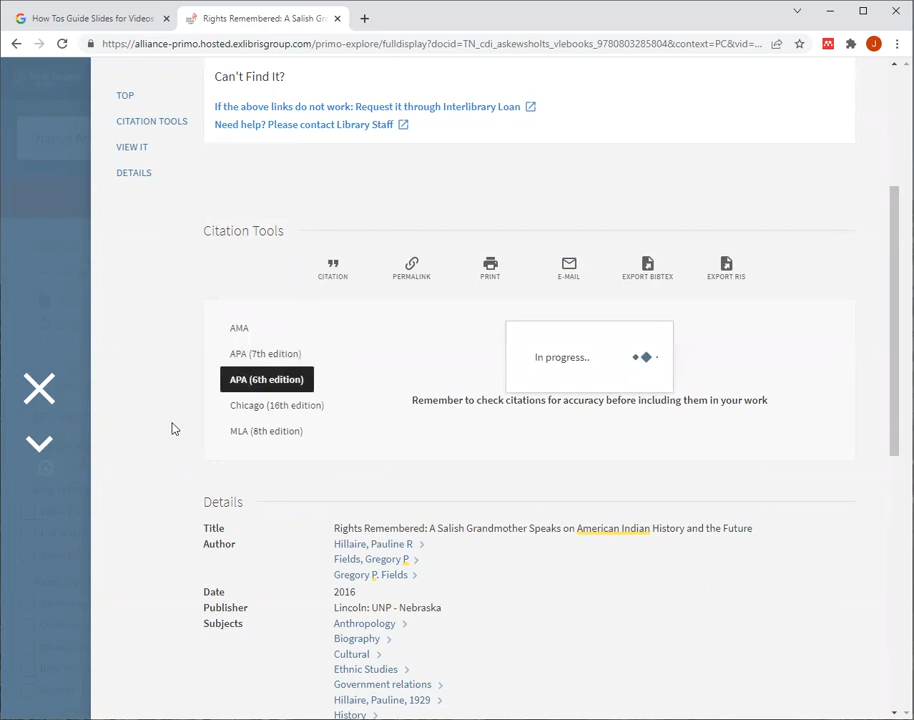 How Tos Guide Slides for Videos
Rights Remembered: A Salish Gra
https://alliance-primo.hosted.exlibrisgroup.com/primo-explore/fulldisplay?docid=TN_cdi_askewsholts_vlebooks_9780803285804&context=PC&vid=...
J
Can't Find It?
If the above links do not work: Request it through Interlibrary Loan
Need help? Please contact Library Staff
TOP
CITATION TOOLS
VIEW IT
DETAILS
Citation Tools
CITATION
PERMALINK
PRINT
E-MAIL
EXPORT BIBTEX
EXPORT RIS
AMA
APA (7th edition)
APA (6th edition)
Chicago (16th edition)
MLA (8th edition)
In progress..
Remember to check citations for accuracy before including them in your work
Details
Title Rights Remembered: A Salish Grandmother Speaks on American Indian History and the Future
Author Hillaire, Pauline R
Fields, Gregory P
Gregory P. Fields
Date 2016
Publisher Lincoln: UNP - Nebraska
Subjects Anthropology
Biography
Cultural
Ethnic Studies
Government relations
Hillaire, Pauline, 1929
History